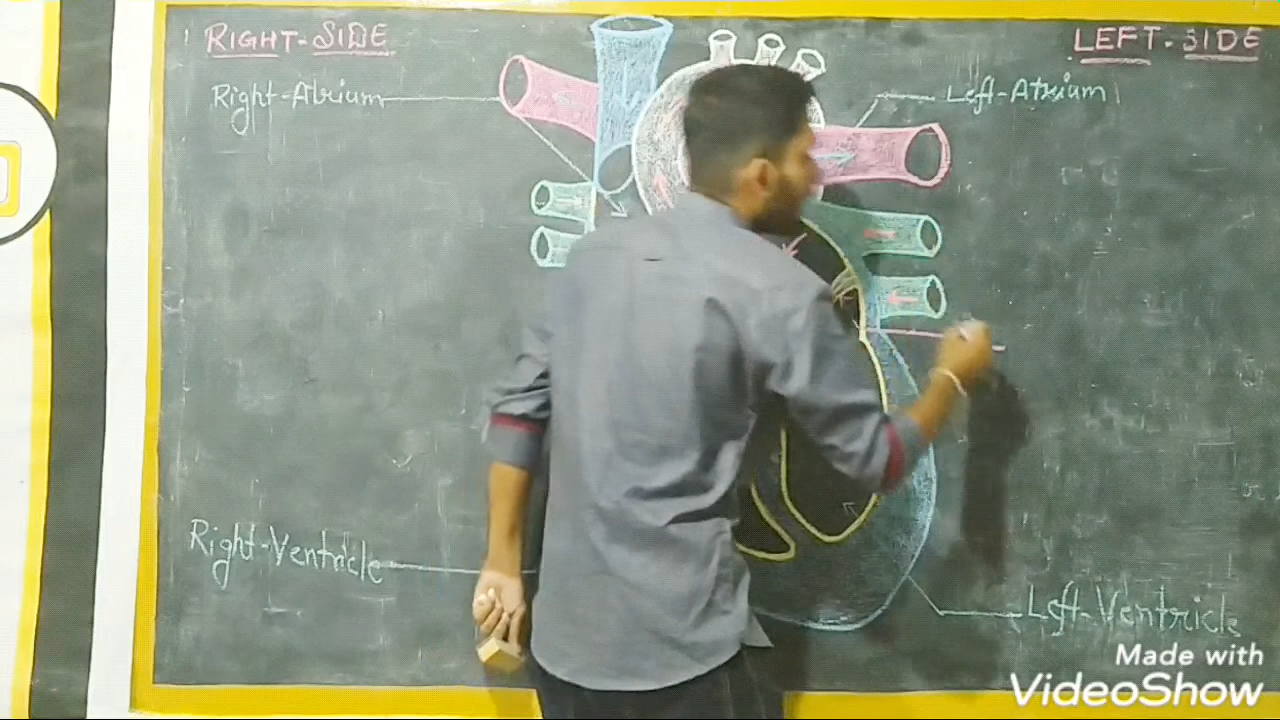 RIGHT-SIDE
LEFT-SIDE
Right-Atrium
Left-Atrium
Right-Ventricle
Left-Ventricle
Made with
VideoShow